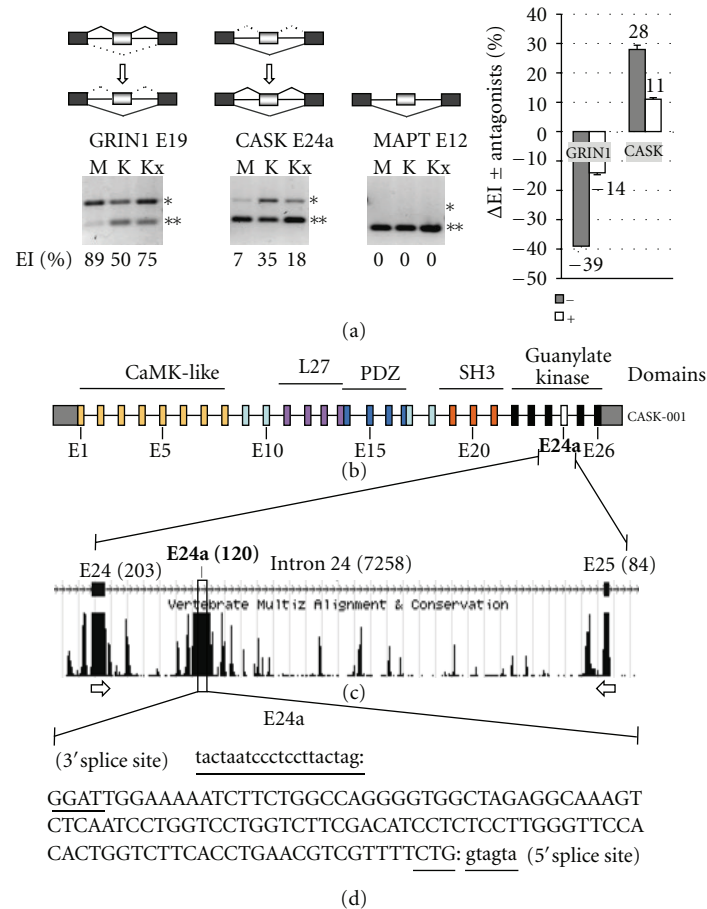 GRIN1 E19
CASK E24a
MAPT E12
M K Kx
M K Kx
M K Kx
*
**
*
**
*
**
EI (%) 89 50 75 7 35 18 0 0 0
ΔEI ± antagonists (%)
40
30
20
10
0
−10
−20
−30
−40
−50
28
11
GRIN1
CASK
−14
−39
−
+
(a)
CaMK-like
L27
PDZ
SH3
Guanylate
kinase
Domains
CASK-001
E1 E5 E10 E15 E20 E24a E26
(b)
E24 (203)
E24a (120)
Intron 24 (7258)
E25 (84)
Vertebrate Multiz Alignment & Conservation
(c)
E24a
(3′splice site) tactaatccctccttactag:
GGATTGGAAAAATCTTCTGGCCAGGGGTGGCTAGAGGCAAAGT
CTCAATCCTGGTCCTGGTCTTCGACATCCTCTCCTTGGGTTCCA
CACTGGTCTTCACCTGAACGTCGTTTTCTG: gtagta (5′splice site)
(d)